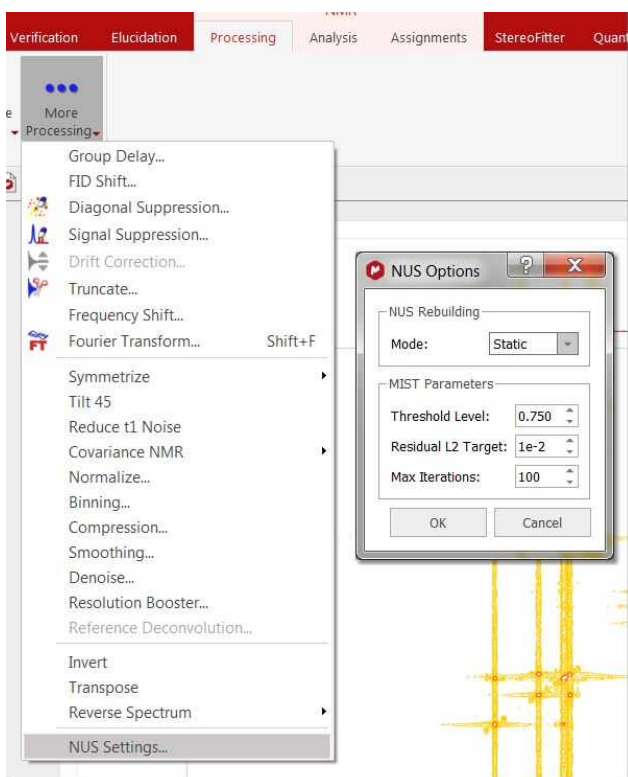 NMR
Verification Elucidation Processing Analysis Assignments StereoFitter Quant
e More
Processing
Group Delay...
FID Shift...
Diagonal Suppression...
Signal Suppression...
Drift Correction...
Truncate...
Frequency Shift...
FT Fourier Transform... Shift+F
Symmetrize
Tilt 45
Reduce t1 Noise
Covariance NMR
Normalize...
Binning...
Compression...
Smoothing...
Denoise...
Resolution Booster...
Reference Deconvolution...
Invert
Transpose
Reverse Spectrum
NUS Settings...
NUS Options ? X
NUS Rebuilding
Mode: Static
MIST Parameters
Threshold Level: 0.750
Residual L2 Target: 1e-2
Max Iterations: 100
OK Cancel